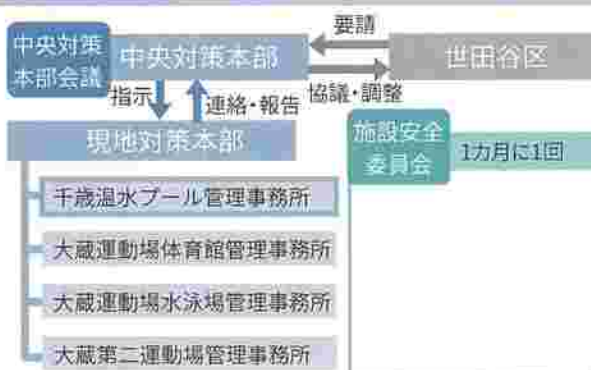 中央対策
本部会議
中央対策本部
要請
世田谷区
協議・調整
指示
連絡・報告
現地対策本部
施設安全
委員会
1カ月に1回
千歳温水プール管理事務所
大蔵運動場体育館管理事務所
大蔵運動場水泳場管理事務所
大蔵第二運動場管理事務所